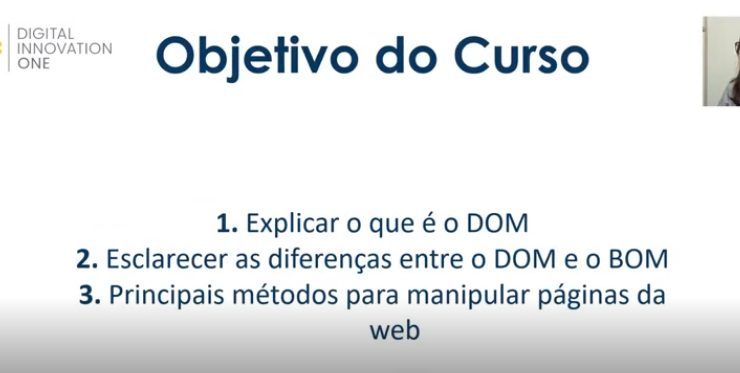 DIGITAL
INNOVATION
ONE
Objetivo do Curso
1. Explicar o que é o DOM
2. Esclarecer as diferenças entre o DOM e o BOM
3. Principais métodos para manipular páginas da
web